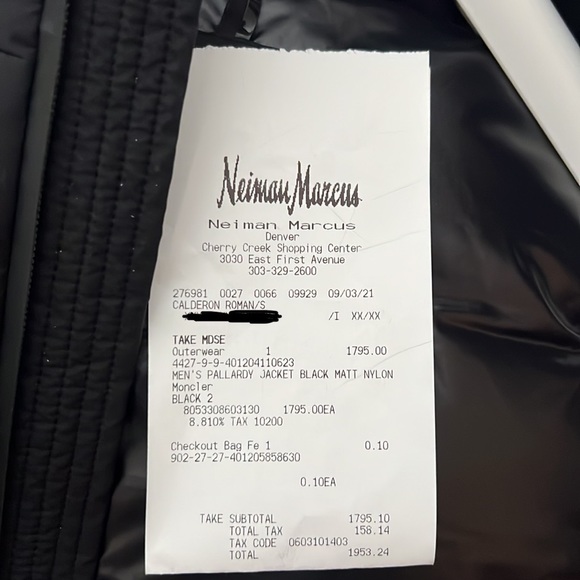 Neiman Marcus
Neiman Marcus
Denver
Cherry Creek Shopping Center
3030 East First Avenue
303-329-2600
276981 0027 0066 09929 09/03/21
CALDERON ROMAN/S
/I XX/XX
TAKE MDSE
Outerwear 1 1795.00
4427-9-9-401204110623
MEN'S PALLARDY JACKET BLACK MATT NYLON
Moncler
BLACK 2
8053308603130 1795.00EA
8.810% TAX 10200
Checkout Bag Fe 1 0.10
902-27-27-401205858630
0.10EA
TAKE SUBTOTAL 1795.10
TOTAL TAX 158.14
TAX CODE 0603101403
TOTAL 1953.24